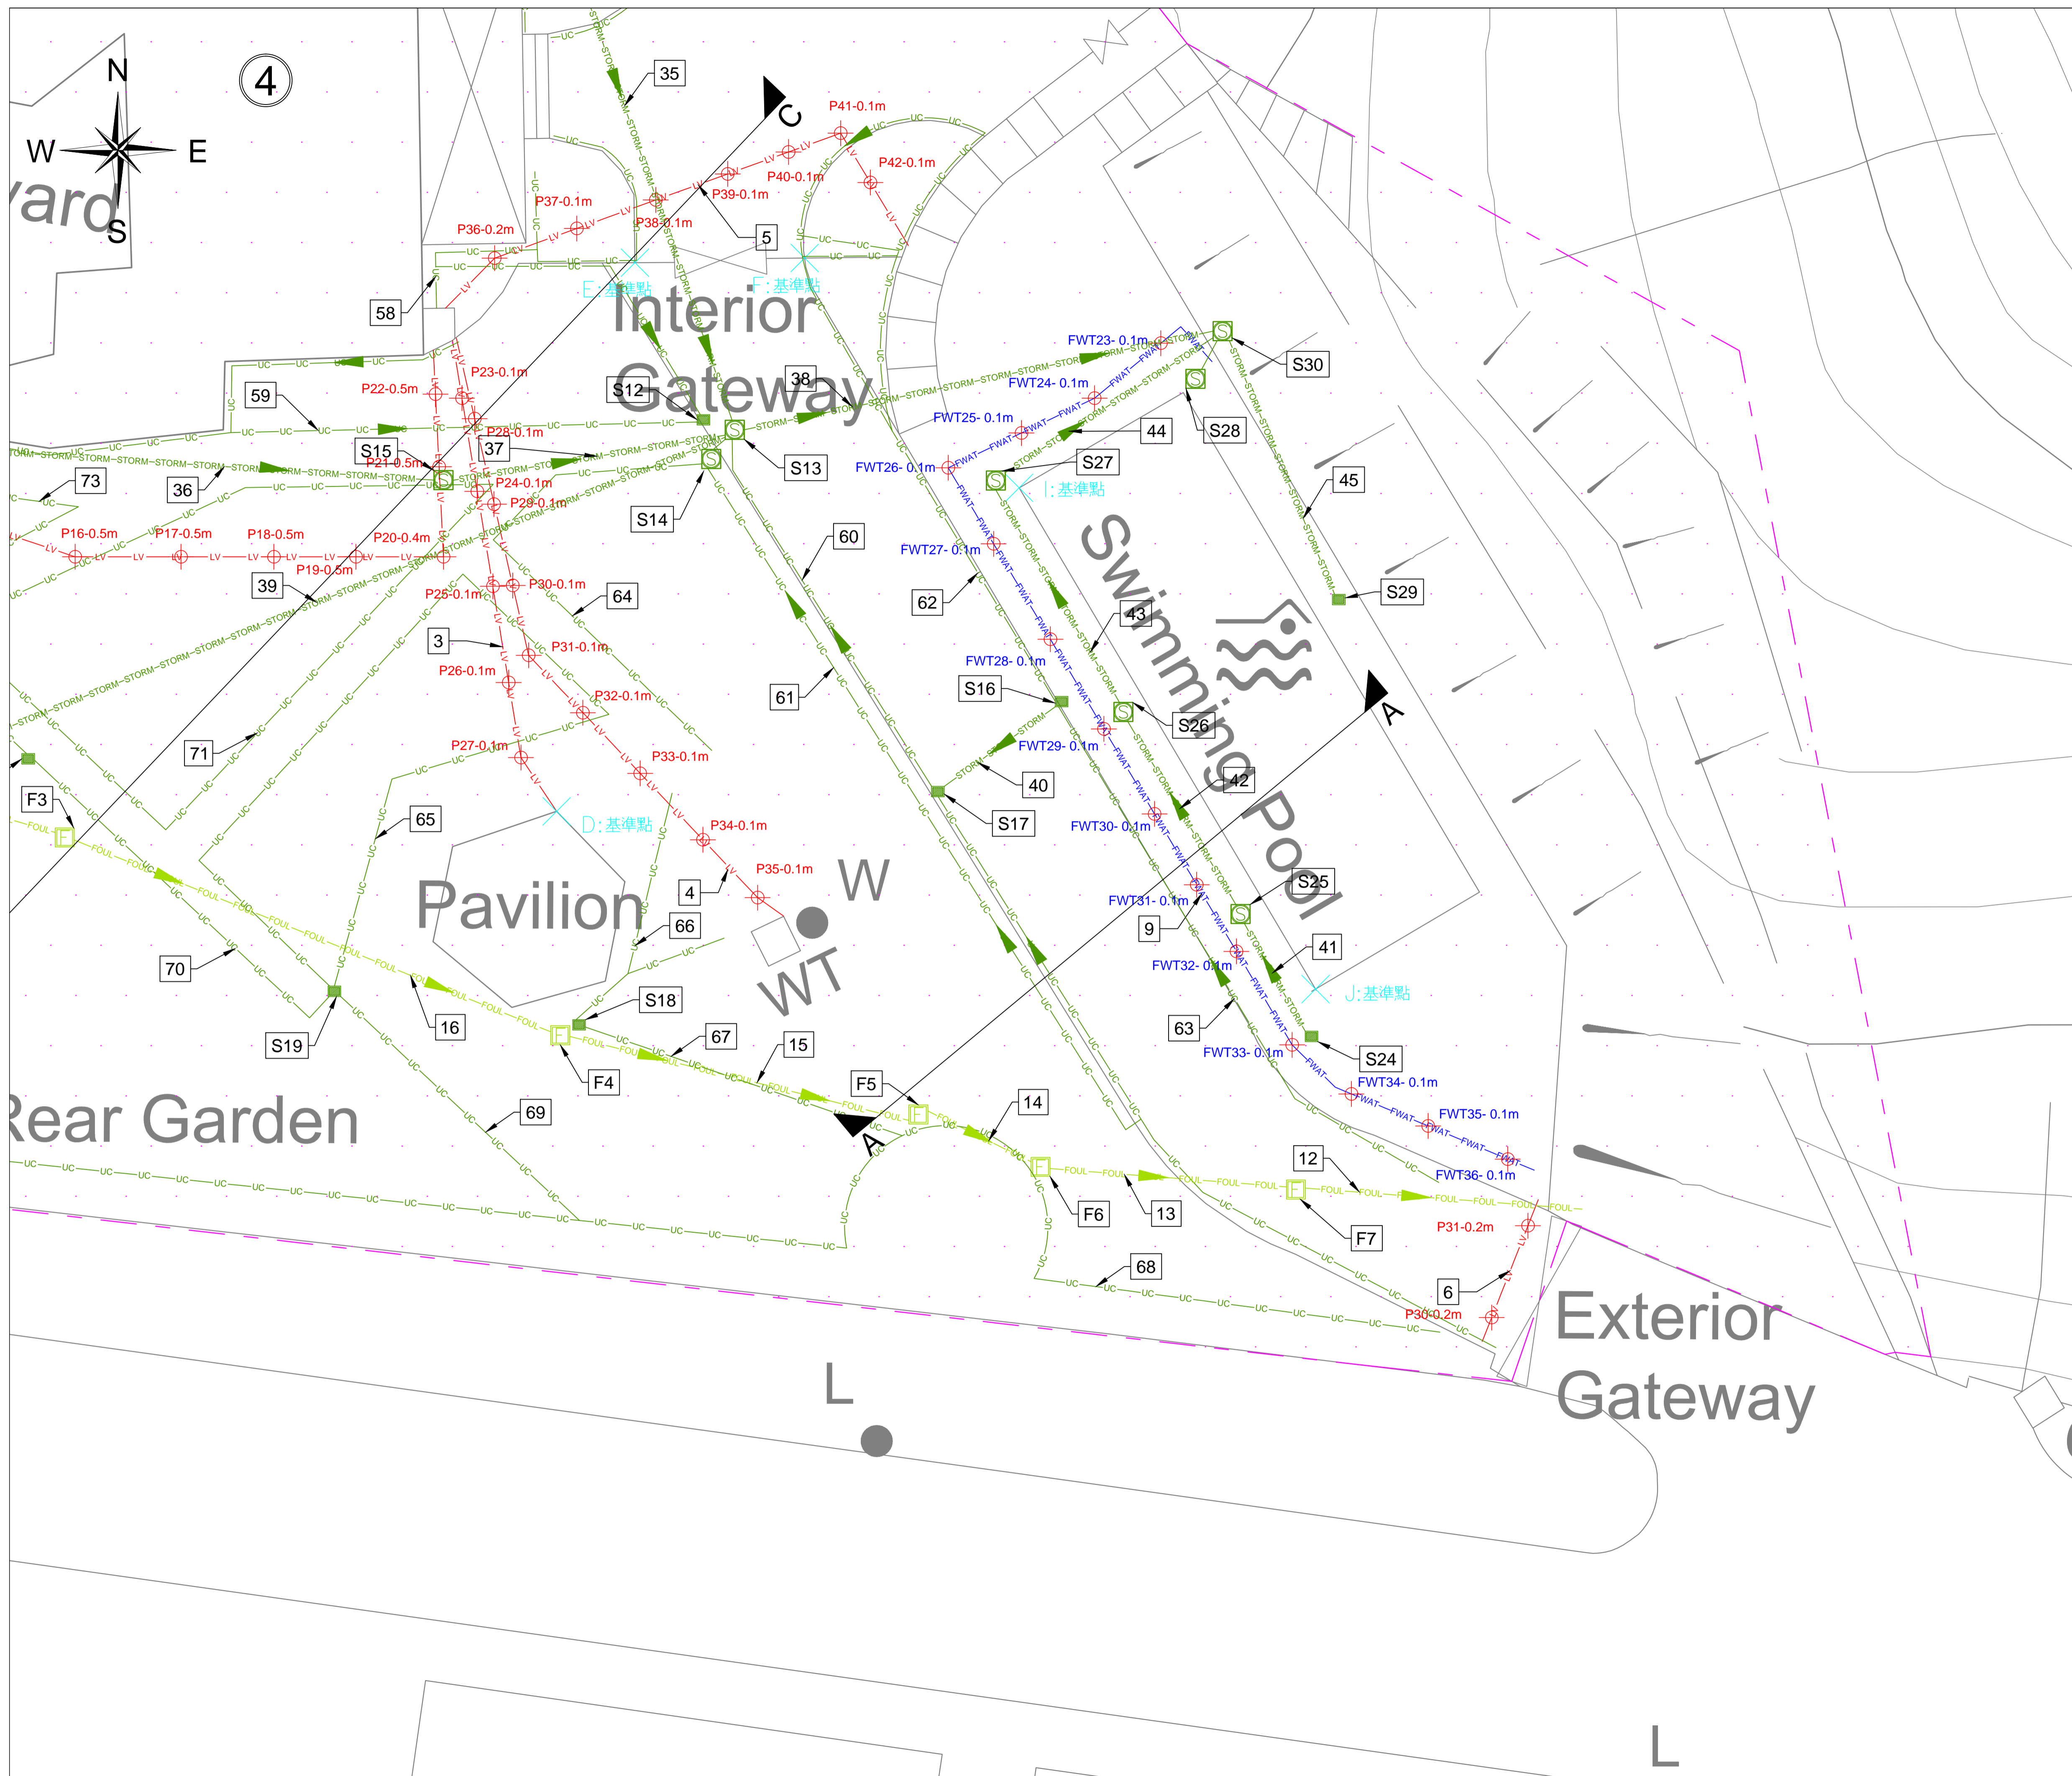 N
W
E
S
4
yard
35
C
P41-0.1m
P42-0.1m
P40-0.1m
P39-0.1m
P37-0.1m
P38-0.1m
P36-0.2m
5
58
E:基準點
F:基準點
Interior
Gateway
FWT23- 0.1m
S30
P23-0.1m
P22-0.5m
S12
38
FWT24- 0.1m
59
FWT25- 0.1m
44
S28
P28-0.1m
37
S15
P21-0.5m
S13
FWT26- 0.1m
S27
73
36
P24-0.1m
I:基準點
45
P29-0.1m
S14
P16-0.5m
P17-0.5m
P18-0.5m
P20-0.4m
P19-0.5m
60
FWT27- 0.1m
Swimming Pool
39
P25-0.1m
P30-0.1m
64
62
43
S29
3
P31-0.1m
P26-0.1m
FWT28- 0.1m
61
S16
P32-0.1m
A
71
P27-0.1m
P33-0.1m
FWT29- 0.1m
S26
F3
40
42
D:基準點
S17
FWT30- 0.1m
65
P34-0.1m
P35-0.1m
W
4
S25
Pavilion
FWT31- 0.1m
9
66
WT
70
FWT32- 0.1m
41
J:基準點
S18
16
63
S19
67
15
FWT33- 0.1m
S24
F4
F5
FWT34- 0.1m
14
FWT35- 0.1m
Rear Garden
69
A
12
FWT36- 0.1m
F6
13
F7
P31-0.2m
68
6
P30-0.2m
Exterior
Gateway
L
L
LV
UC
STORM
FWAT
FOUL